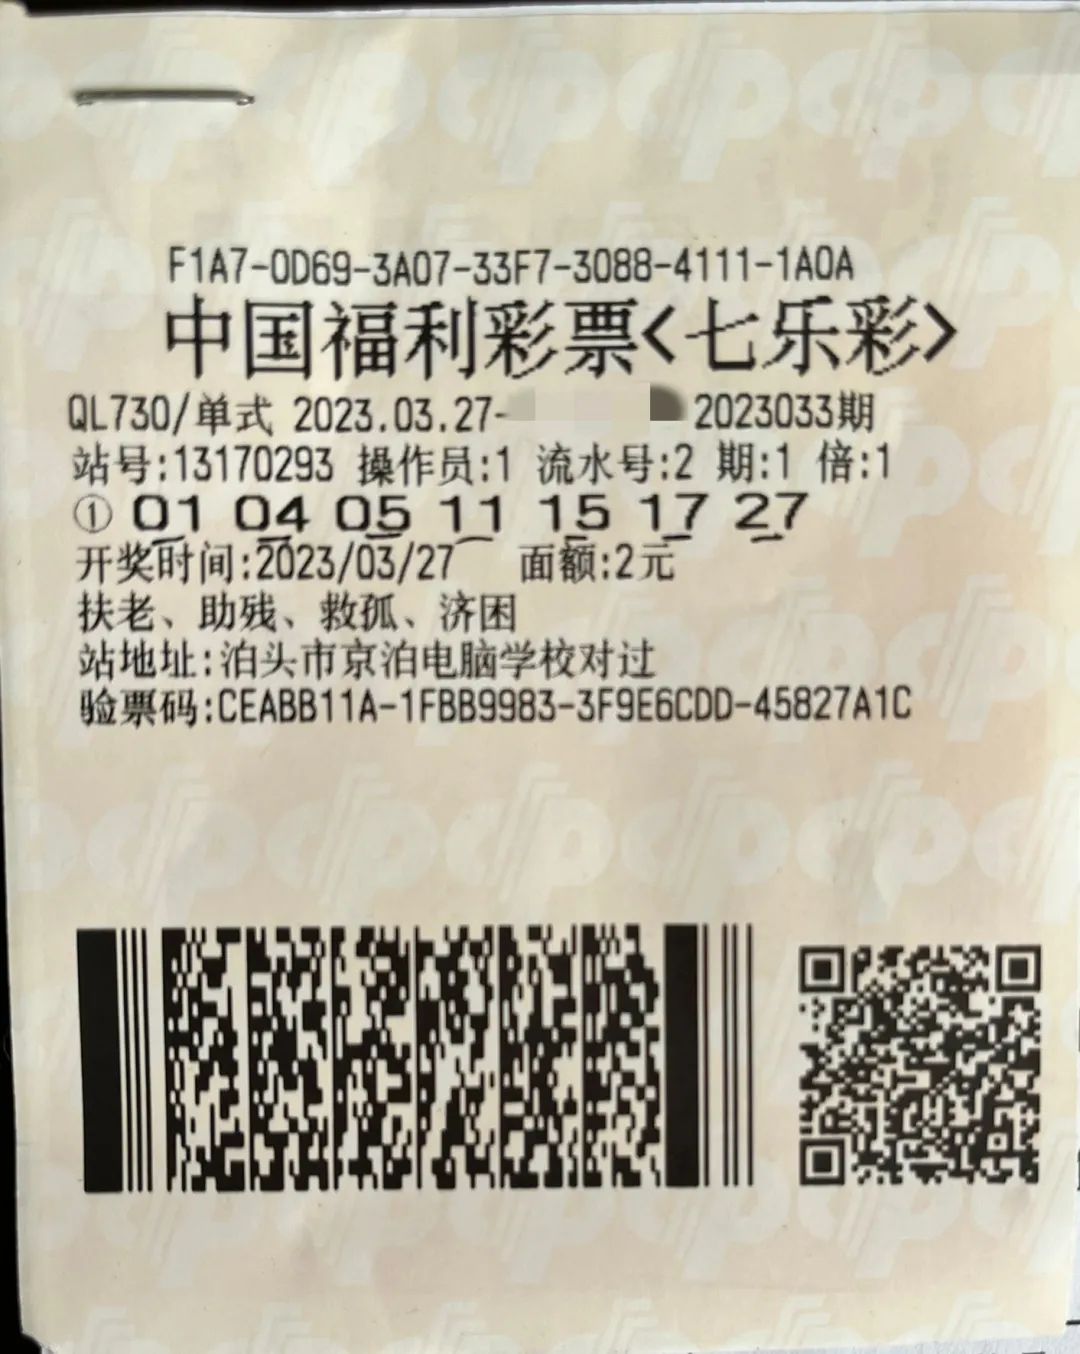 F1A7-0D69-3A07-33F7-3088-4111-1A0A
中国福利彩票<七乐彩>
QL730/单式 2023.03.27- 2023033期
站号:13170293 操作员:1 流水号:2 期:1 倍:1
① 01 04 05 11 15 17 27
开奖时间:2023/03/27 面额:2元
扶老、助残、救孤、济困
站地址:泊头市京泊电脑学校对过
验票码:CEABB11A-1FBB9983-3F9E6CDD-45827A1C